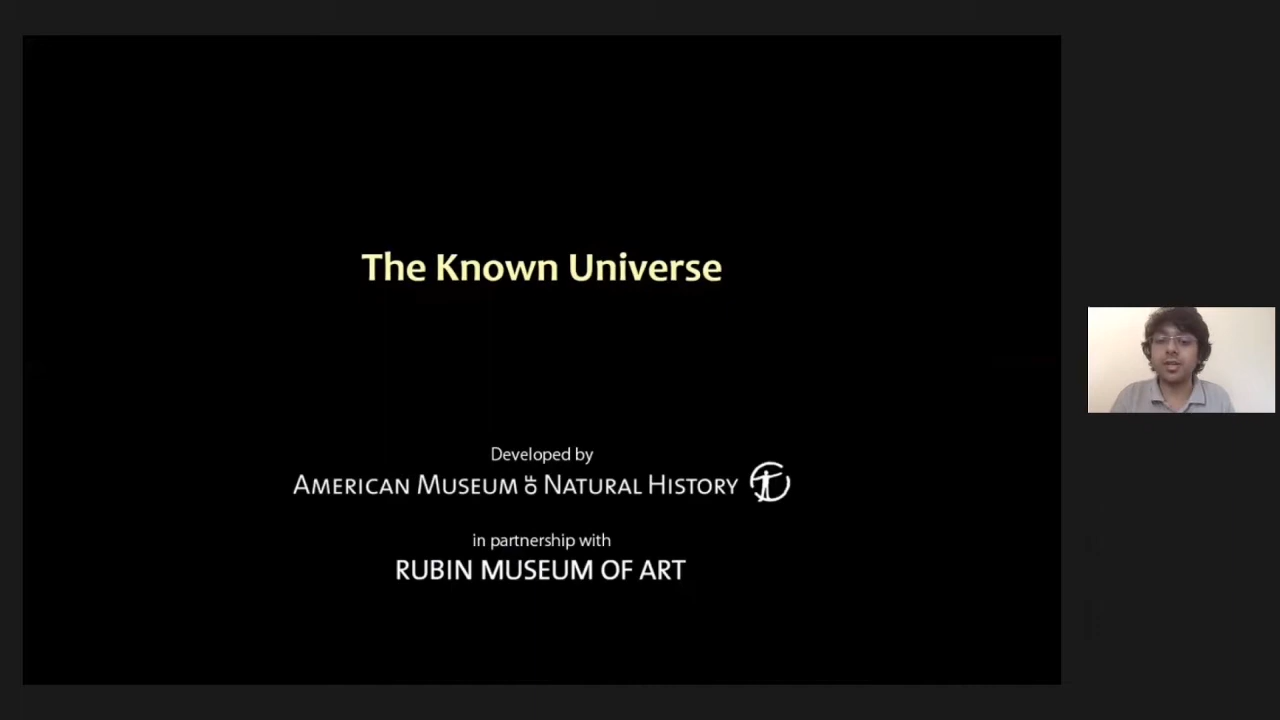 The Known Universe
Developed by
AMERICAN MUSEUM OF NATURAL HISTORY
in partnership with
RUBIN MUSEUM OF ART